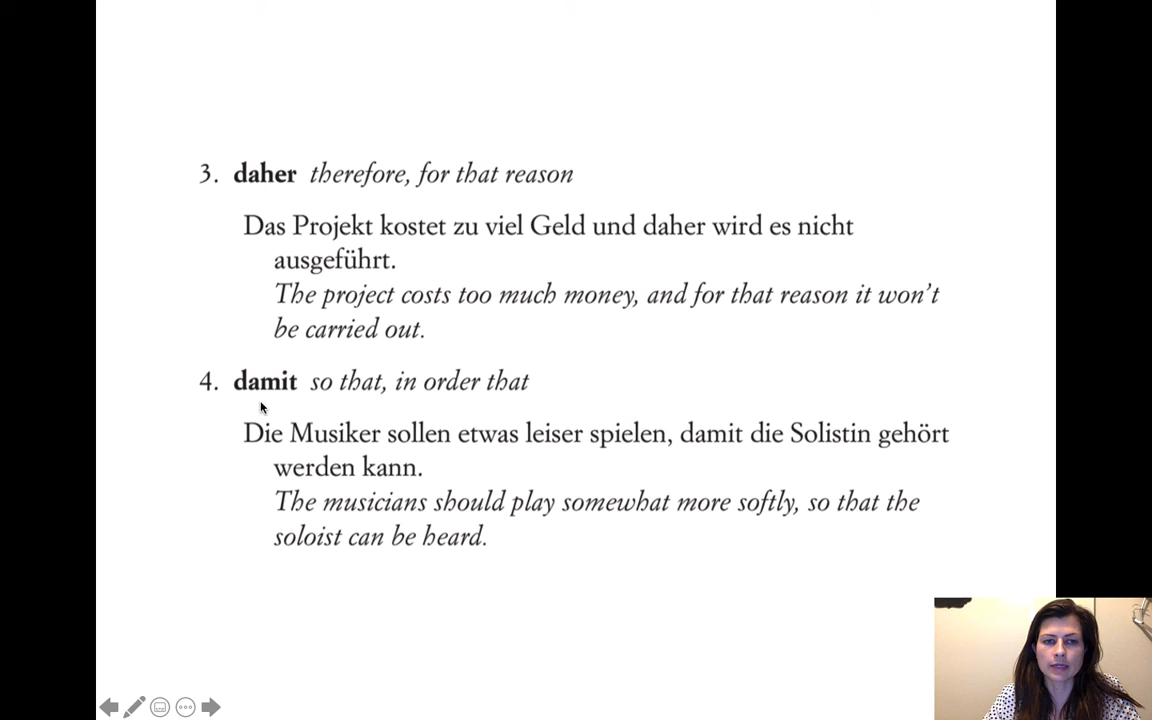 3. daher therefore, for that reason
Das Projekt kostet zu viel Geld und daher wird es nicht
ausgeführt.
The project costs too much money, and for that reason it won't
be carried out.
4. damit so that, in order that
Die Musiker sollen etwas leiser spielen, damit die Solistin gehört
werden kann.
The musicians should play somewhat more softly, so that the
soloist can be heard.